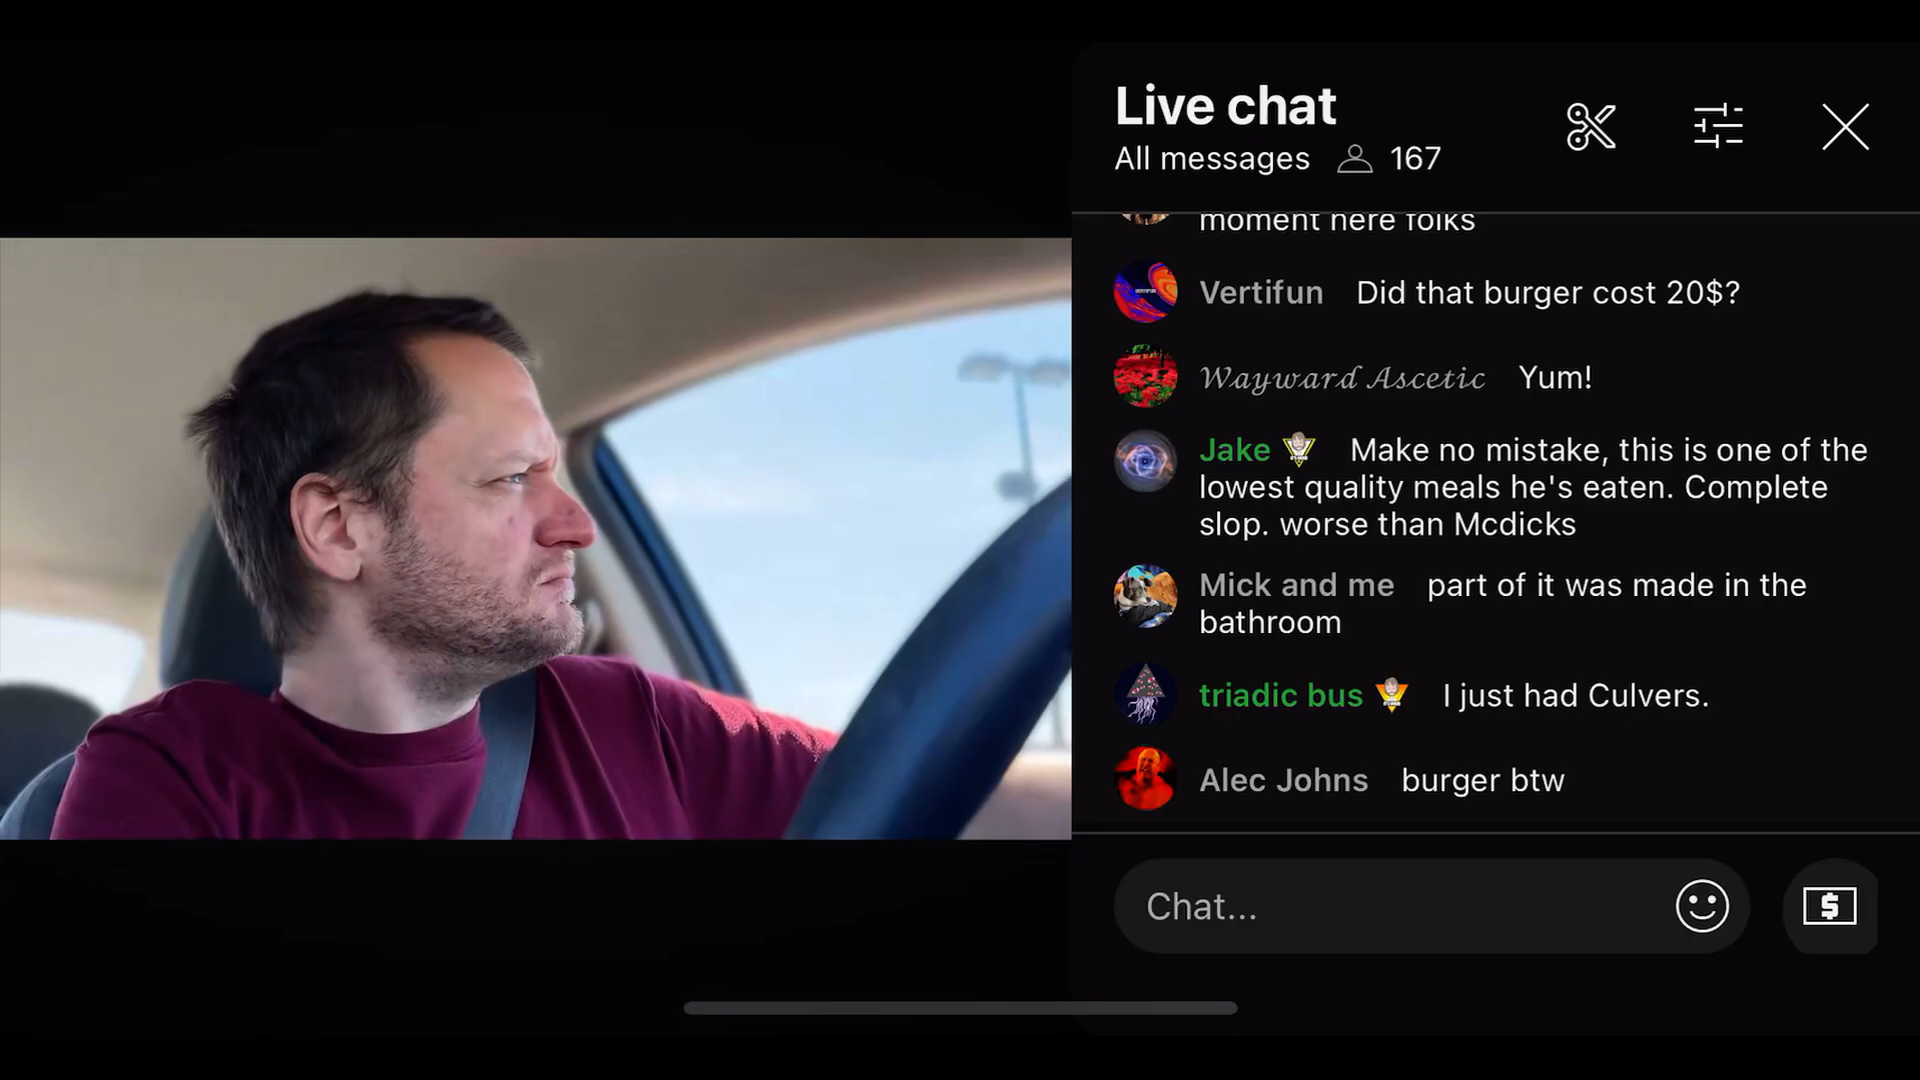 Live chat
All messages 167
moment here folks
Vertifun Did that burger cost 20$?
Wayward Ascetic Yum!
Jake Make no mistake, this is one of the
lowest quality meals he's eaten. Complete
slop. worse than Mcdicks
Mick and me part of it was made in the
bathroom
triadic bus I just had Culvers.
Alec Johns burger btw
Chat...
$